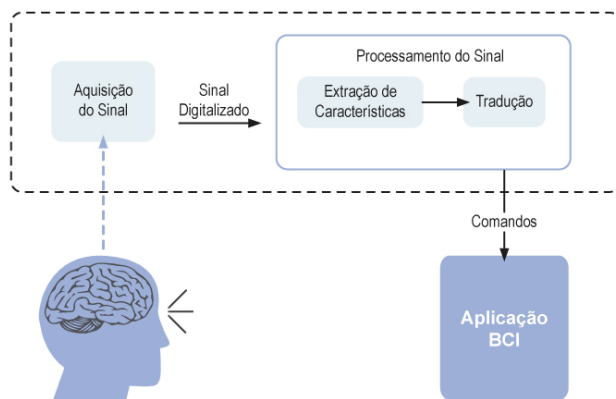 Processamento do Sinal
Aquisição
do Sinal
Sinal
Digitalizado
Extração de
Características
Tradução
Comandos
Aplicação
BCI